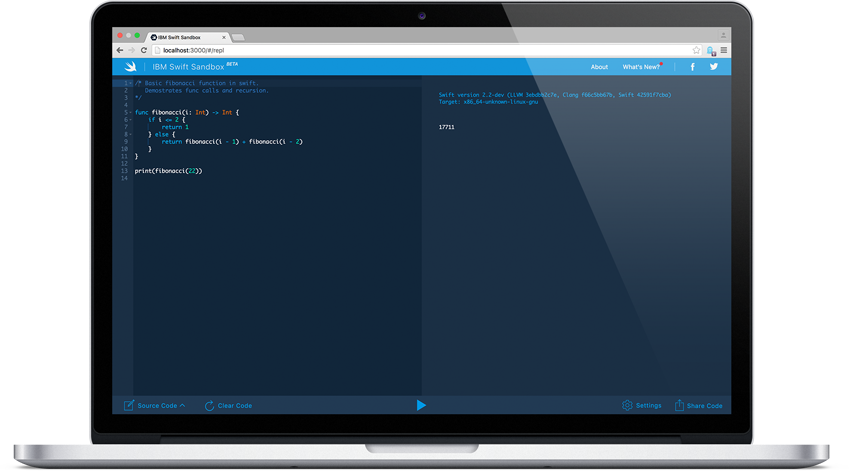 IBM Swift Sandbox
localhost:3000/#/repl
IBM Swift Sandbox BETA
About
What's New?
1 /* Basic fibonacci function in swift.
2 Demostrates func calls and recursion.
3 */
4
5 func fibonacci(i: Int) -> Int {
6 if i <= 2 {
7 return 1
8 } else {
9 return fibonacci(i - 1) + fibonacci(i - 2)
10 }
11 }
12
13 print(fibonacci(22))
14
Swift version 2.2-dev (LLVM 3ebdbb2c7e, Clang f66c5bb67b, Swift 42591f7cba)
Target: x86_64-unknown-linux-gnu
17711
Source Code
Clear Code
Settings
Share Code